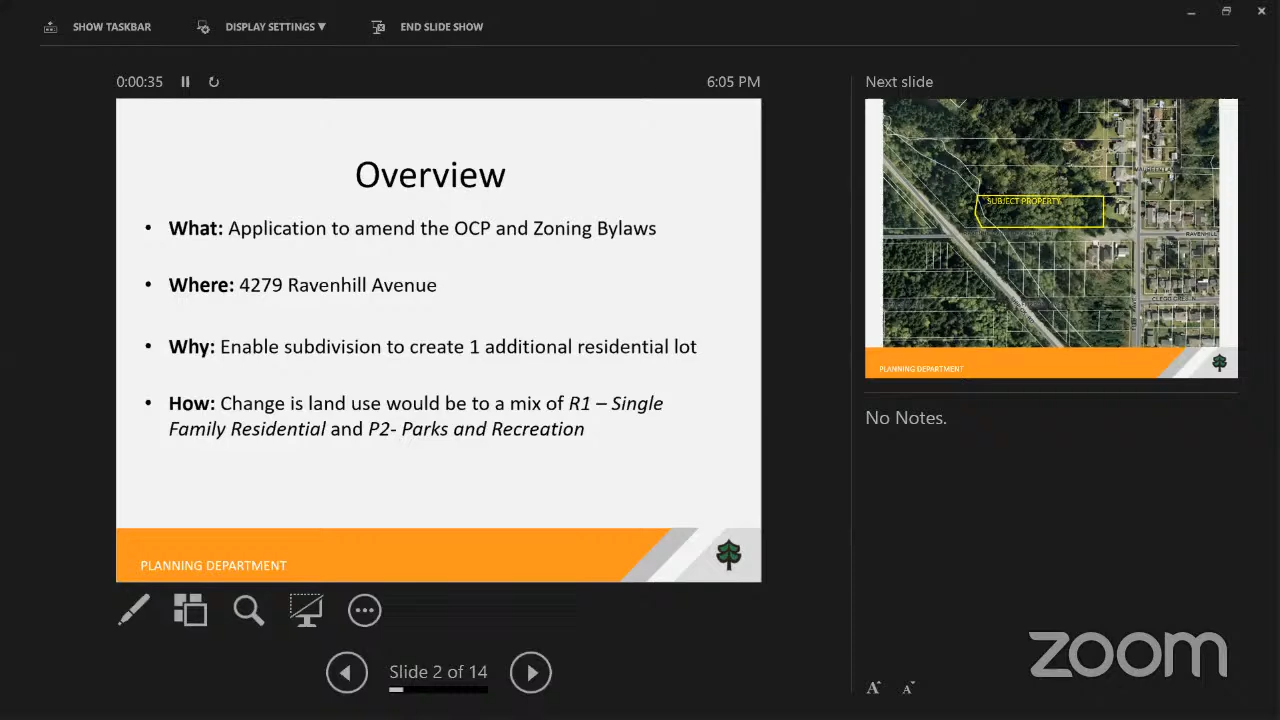 SHOW TASKBAR
DISPLAY SETTINGS ▼
END SLIDE SHOW
0:00:35
6:05 PM
Overview
• What: Application to amend the OCP and Zoning Bylaws
• Where: 4279 Ravenhill Avenue
• Why: Enable subdivision to create 1 additional residential lot
• How: Change is land use would be to a mix of R1 – Single
Family Residential and P2- Parks and Recreation
PLANNING DEPARTMENT
Slide 2 of 14
Next slide
SUBJECT PROPERTY
RAVENHILL
PLANNING DEPARTMENT
No Notes.
A A
zoom